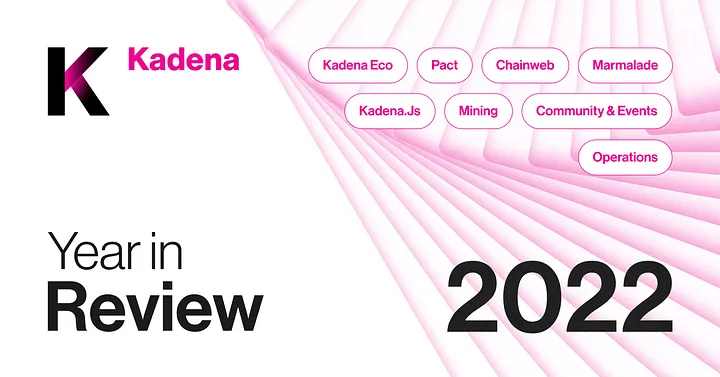 Kadena
Kadena Eco Pact Chainweb Marmalade
Kadena.Js Mining Community & Events
Operations
Year in
Review
2022